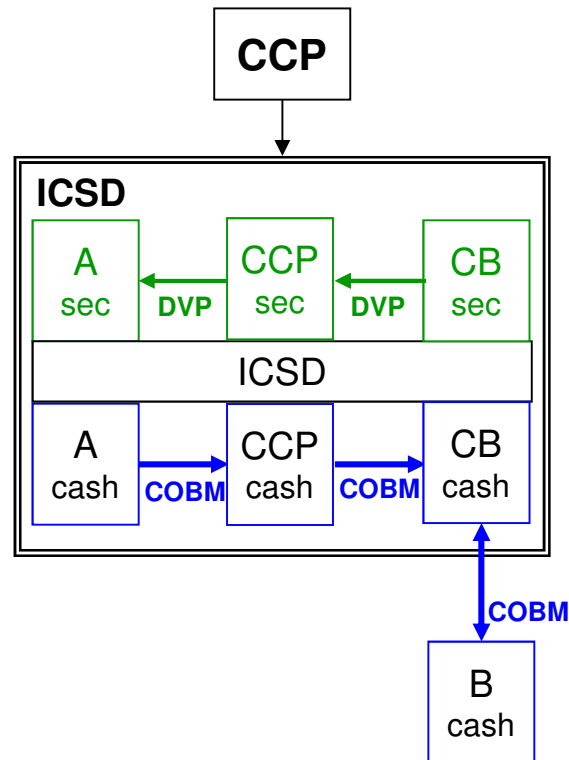 CCP
ICSD
A
sec
DVP
CCP
sec
DVP
CB
sec
ICSD
A
cash
COBM
CCP
cash
COBM
CB
cash
COBM
B
cash